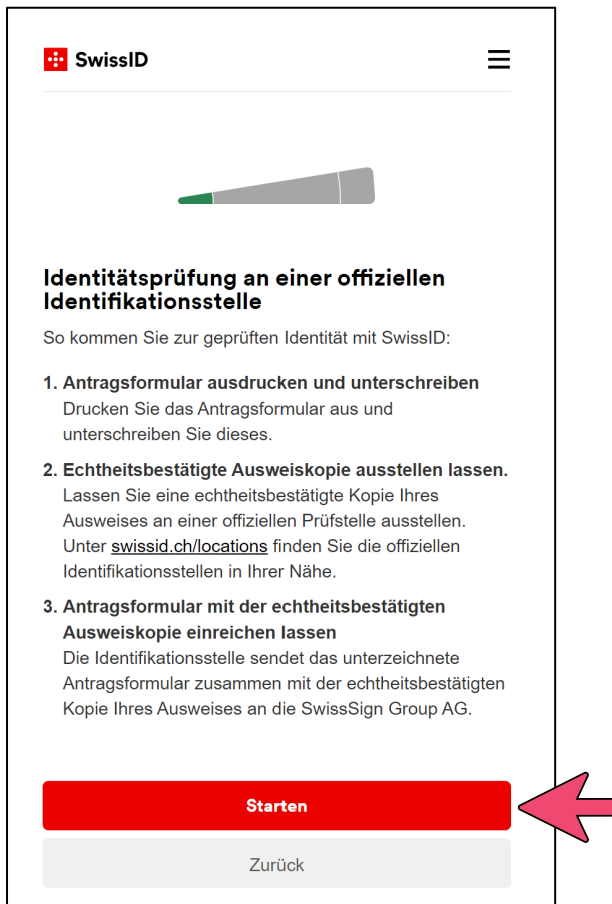 SwissID
Identitätsprüfung an einer offiziellen
Identifikationsstelle
So kommen Sie zur geprüften Identität mit SwissID:
1. Antragsformular ausdrucken und unterschreiben
Drucken Sie das Antragsformular aus und
unterschreiben Sie dieses.
2. Echtheitsbestätigte Ausweiskopie ausstellen lassen.
Lassen Sie eine echtheitsbestätigte Kopie Ihres
Ausweises an einer offiziellen Prüfstelle ausstellen.
Unter swissid.ch/locations finden Sie die offiziellen
Identifikationsstellen in Ihrer Nähe.
3. Antragsformular mit der echtheitsbestätigten
Ausweiskopie einreichen lassen
Die Identifikationsstelle sendet das unterzeichnete
Antragsformular zusammen mit der echtheitsbestätigten
Kopie Ihres Ausweises an die SwissSign Group AG.
Starten
Zurück